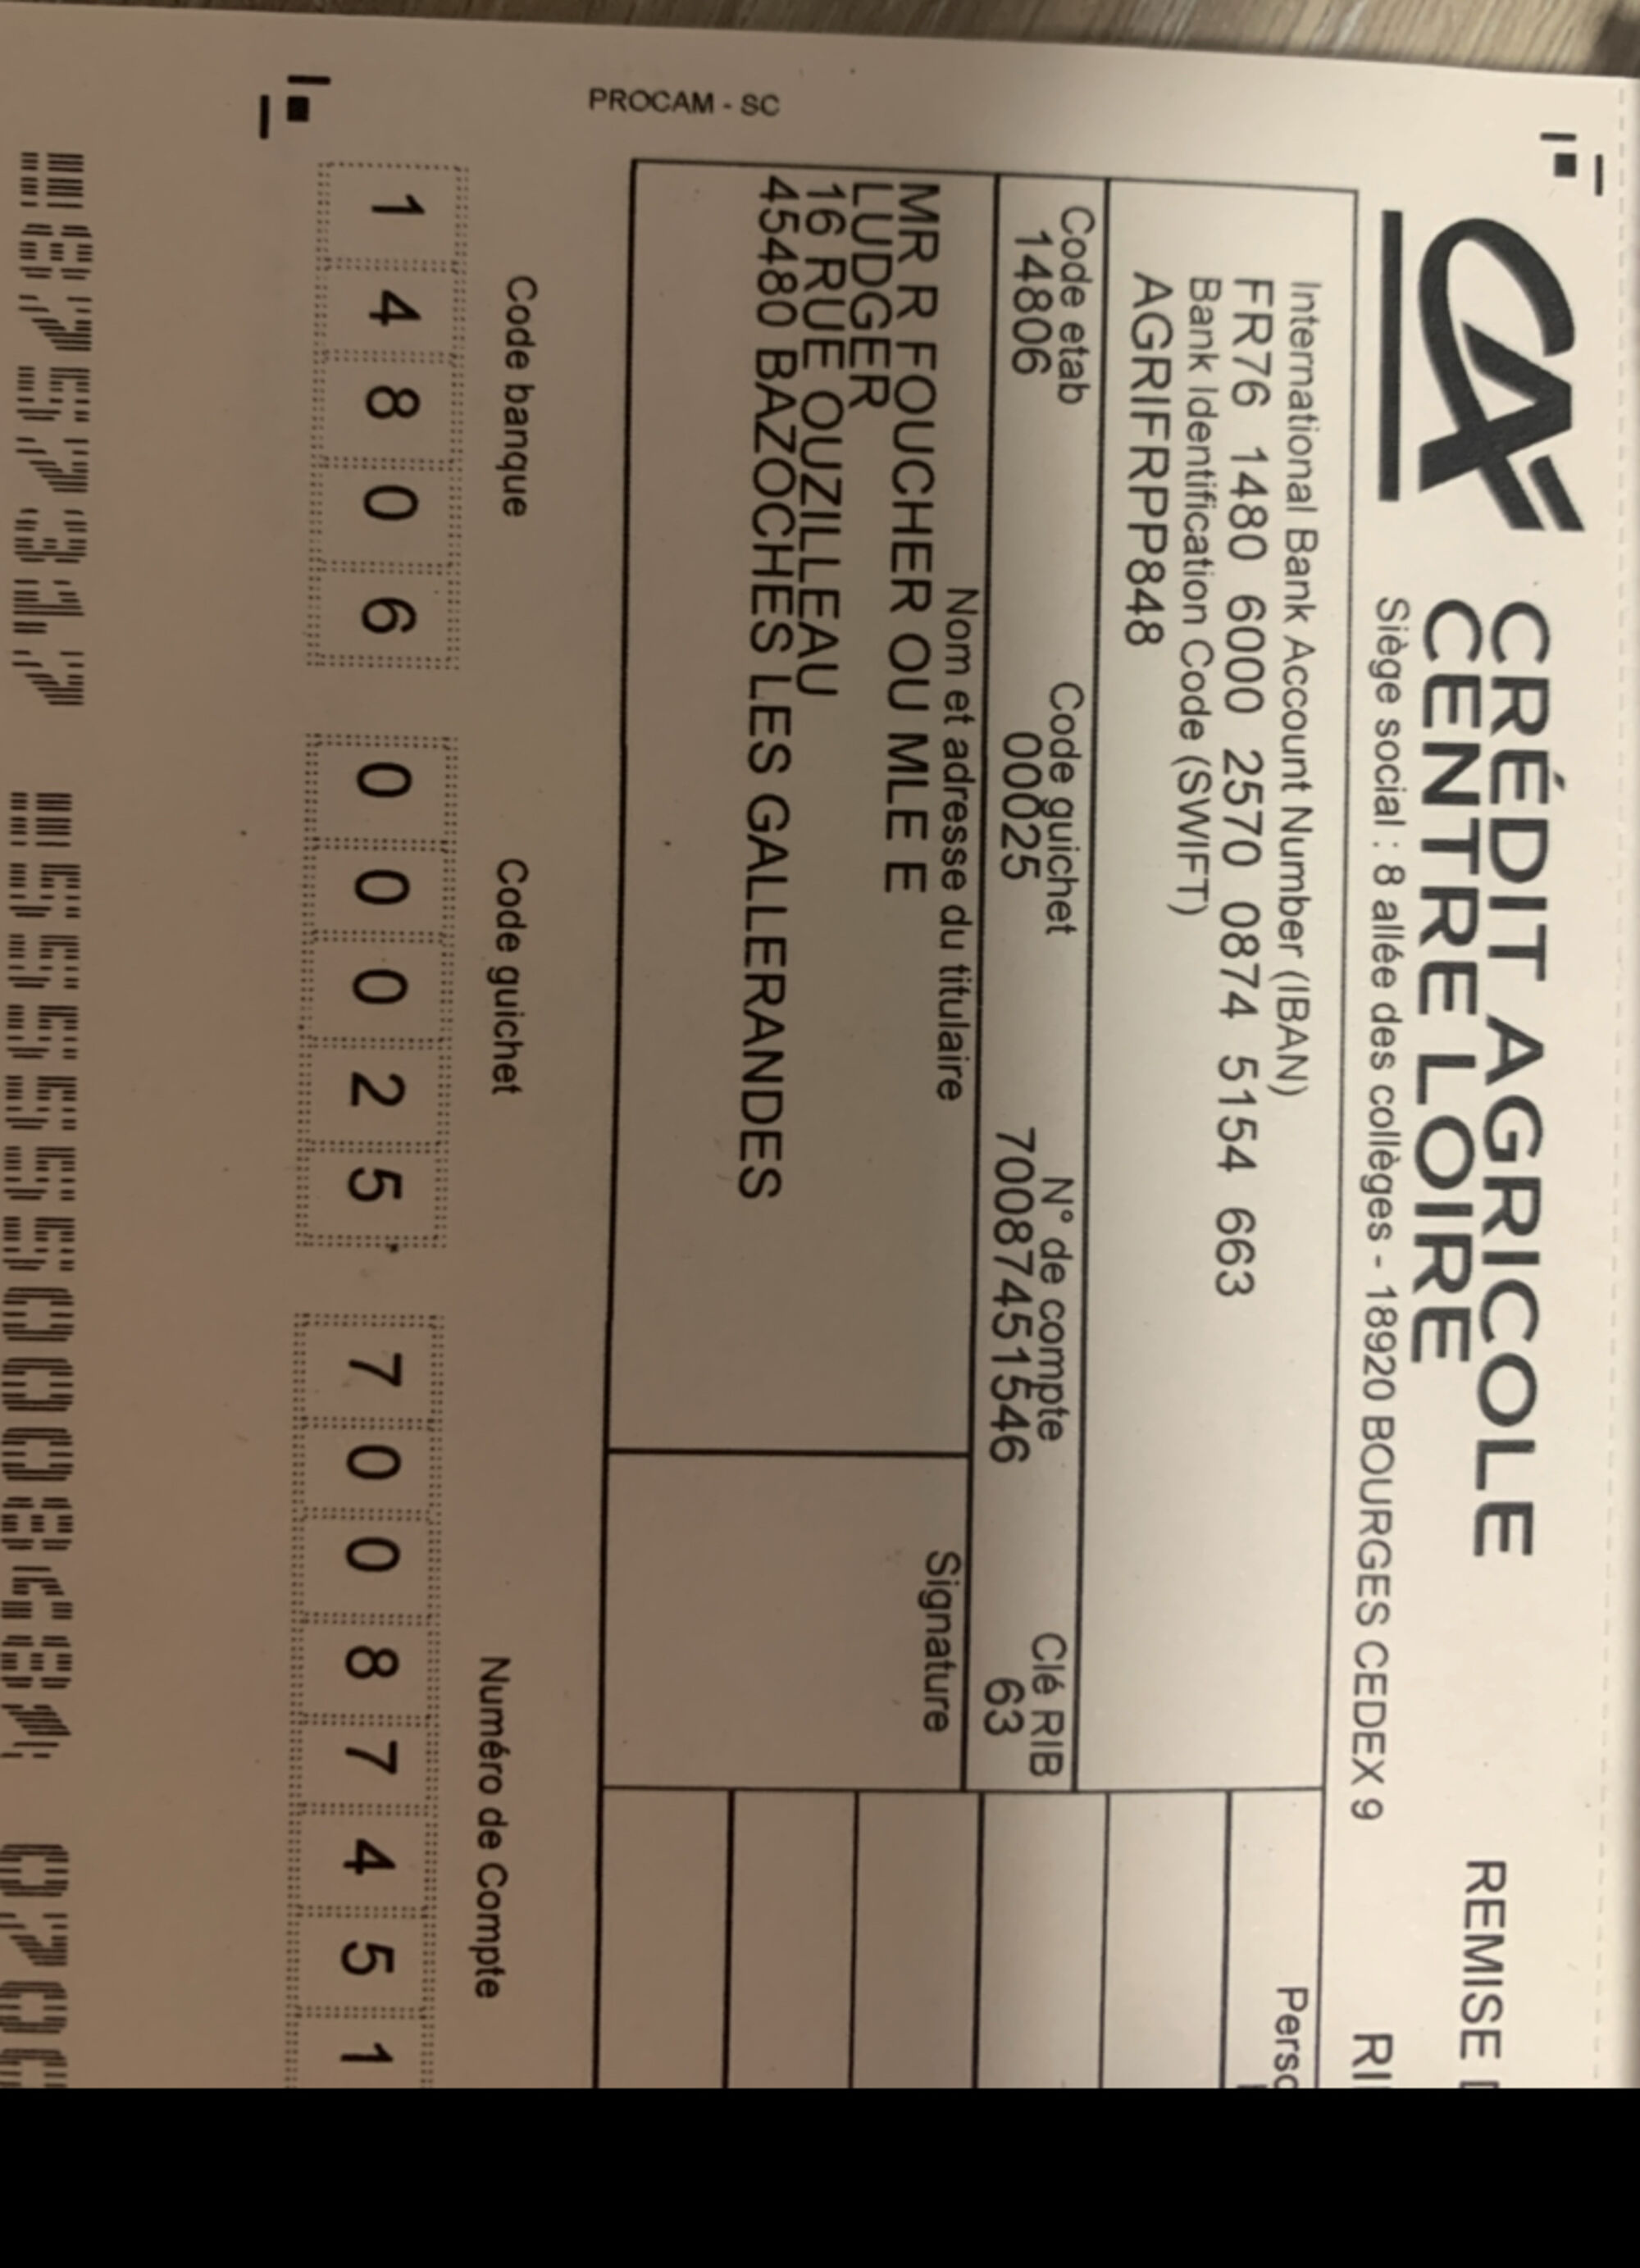 CRÉDIT AGRICOLE
CENTRE LOIRE
Siège social : 8 allée des collèges - 18920 BOURGES CEDEX 9
REMISE
International Bank Account Number (IBAN)
FR76 1480 6000 2570 0874 5154 663
Bank Identification Code (SWIFT)
AGRIFRPP848
Code etab Code guichet N° de compte Clé RIB
14806 00025 70087451546 63
Nom et adresse du titulaire Signature
MR R FOUCHER OU MLE E
LUDGER
16 RUE OUZILLEAU
45480 BAZOCHES LES GALLERANDES
PROCAM - SC
Code banque Code guichet Numéro de Compte
1 4 8 0 6 0 0 0 2 5 7 0 0 8 7 4 5 1